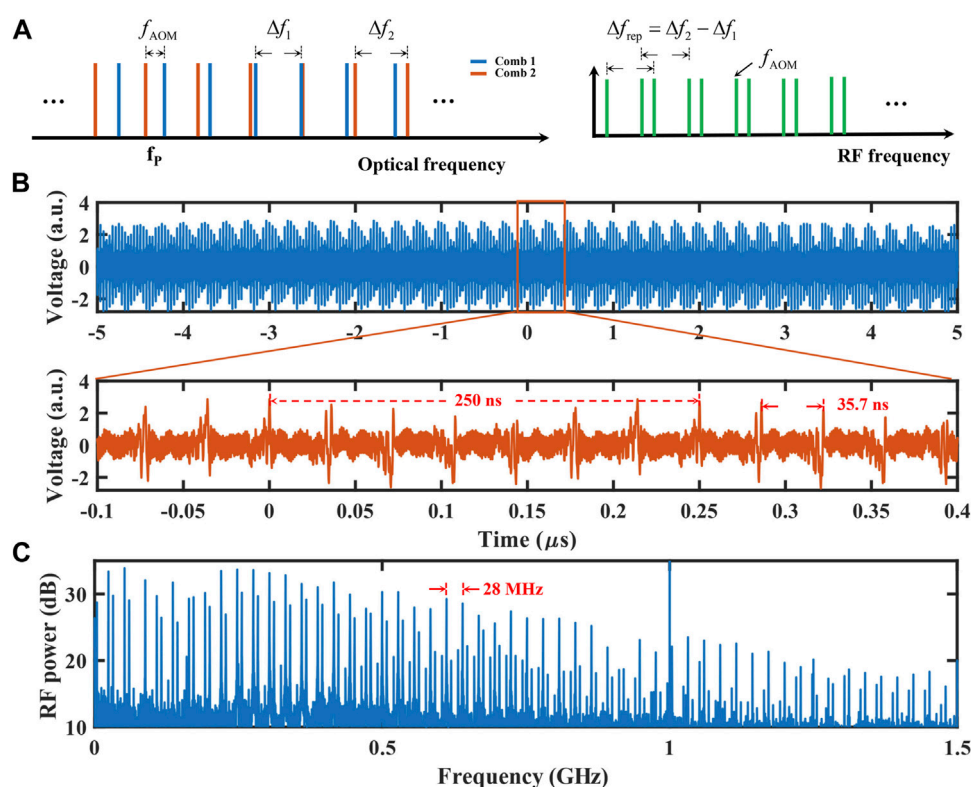 A
f_AOM
Δf₁
Δf₂
Comb 1
Comb 2
...
...
f_P
Optical frequency
Δf_rep = Δf₂ − Δf₁
f_AOM
...
RF frequency
B
Voltage (a.u.)
4
2
0
-2
-5 -4 -3 -2 -1 0 1 2 3 4 5
Voltage (a.u.)
4
2
0
-2
250 ns
35.7 ns
-0.1 -0.05 0 0.05 0.1 0.15 0.2 0.25 0.3 0.35 0.4
Time (μs)
C
RF power (dB)
30
20
10
28 MHz
0 0.5 1 1.5
Frequency (GHz)